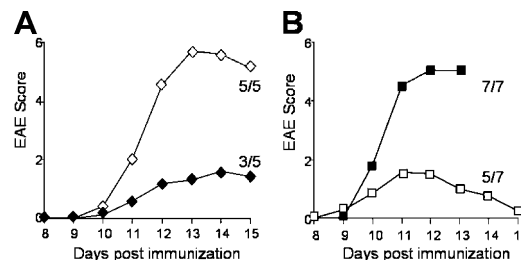 A
EAE Score
6
4
2
0
5/5
3/5
8 9 10 11 12 13 14 15
Days post immunization
B
EAE Score
6
4
2
0
7/7
5/7
8 9 10 11 12 13 14 1
Days post immunization